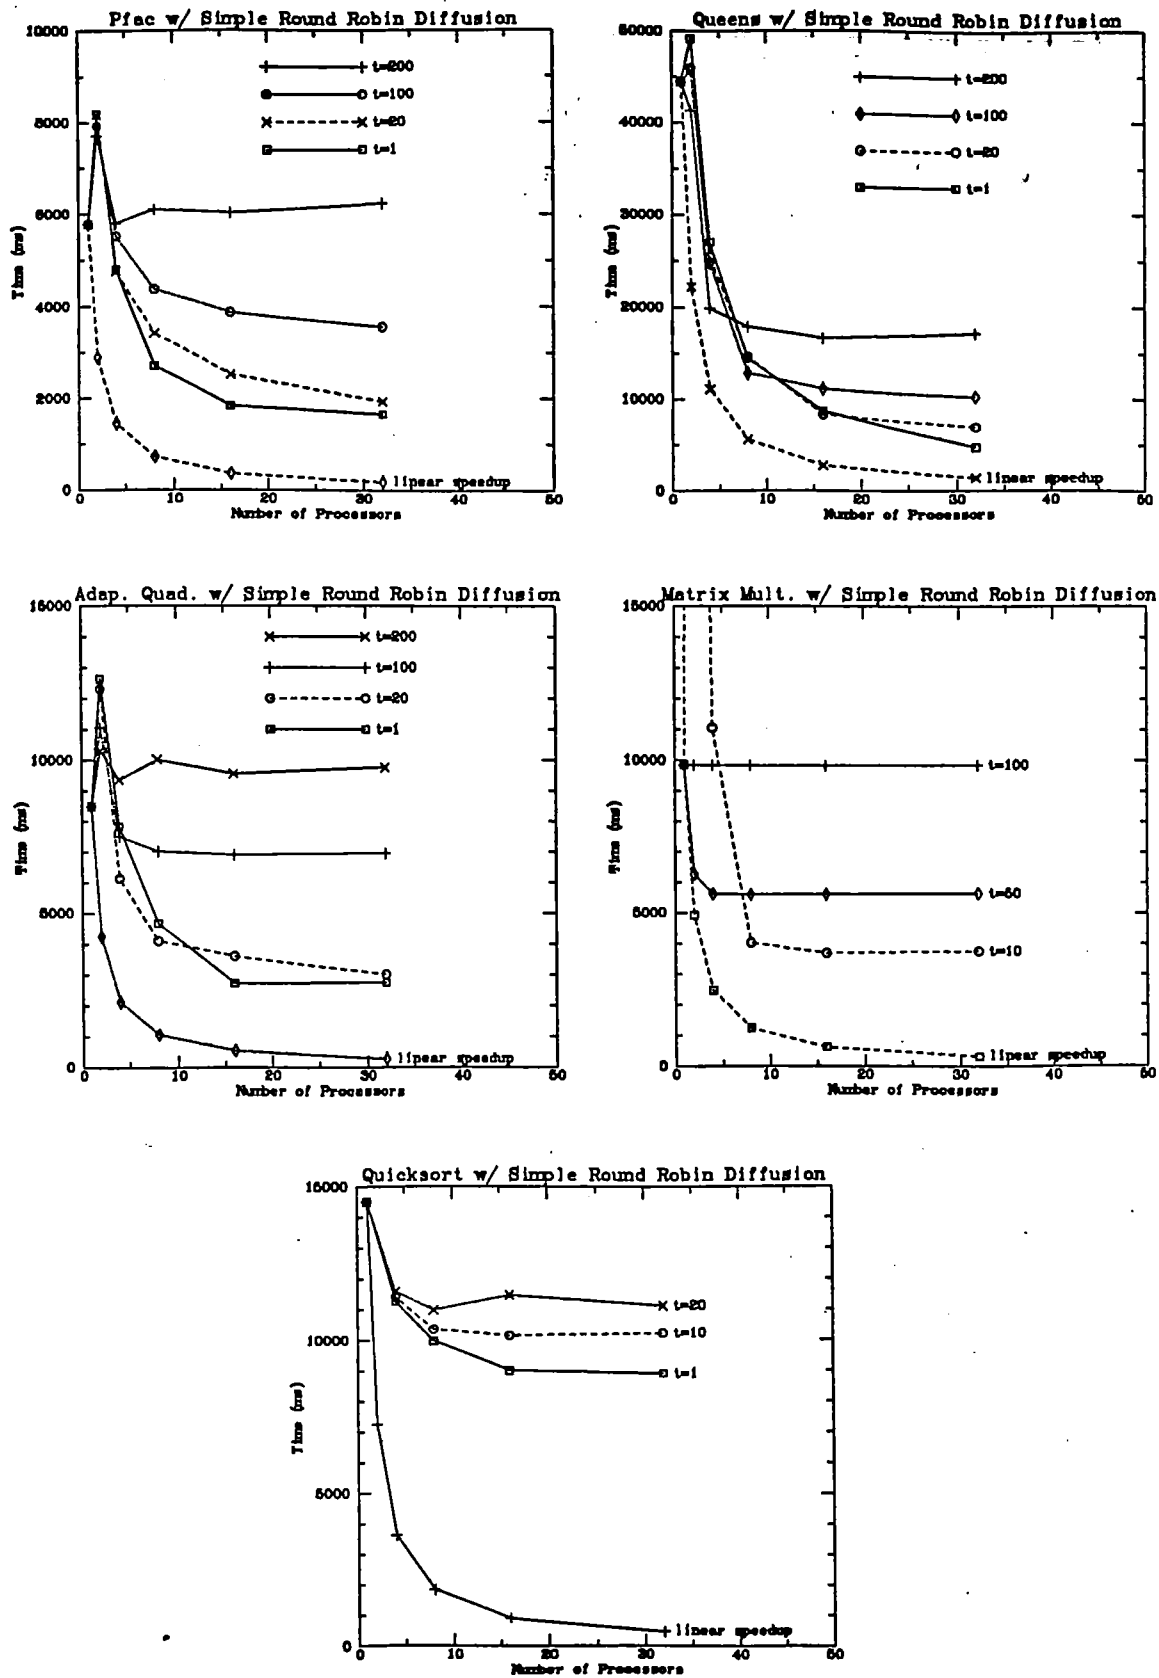 Pfac w/ Simple Round Robin Diffusion
10000
8000
6000
4000
2000
0
Time (ms)
t=200
t=100
t=20
t=1
linear speedup
0 10 20 30 40 50
Number of Processors
Queens w/ Simple Round Robin Diffusion
50000
40000
30000
20000
10000
0
Time (ms)
t=200
t=100
t=20
t=1
linear speedup
0 10 20 30 40 50
Number of Processors
Adap. Quad. w/ Simple Round Robin Diffusion
15000
10000
5000
0
Time (ms)
t=200
t=100
t=20
t=1
linear speedup
0 10 20 30 40 50
Number of Processors
Matrix Mult. w/ Simple Round Robin Diffusion
15000
10000
5000
0
Time (ms)
t=100
t=50
t=10
linear speedup
0 10 20 30 40 50
Number of Processors
Quicksort w/ Simple Round Robin Diffusion
15000
10000
5000
0
Time (ms)
t=20
t=10
t=1
linear speedup
0 10 20 30 40 50
Number of Processors